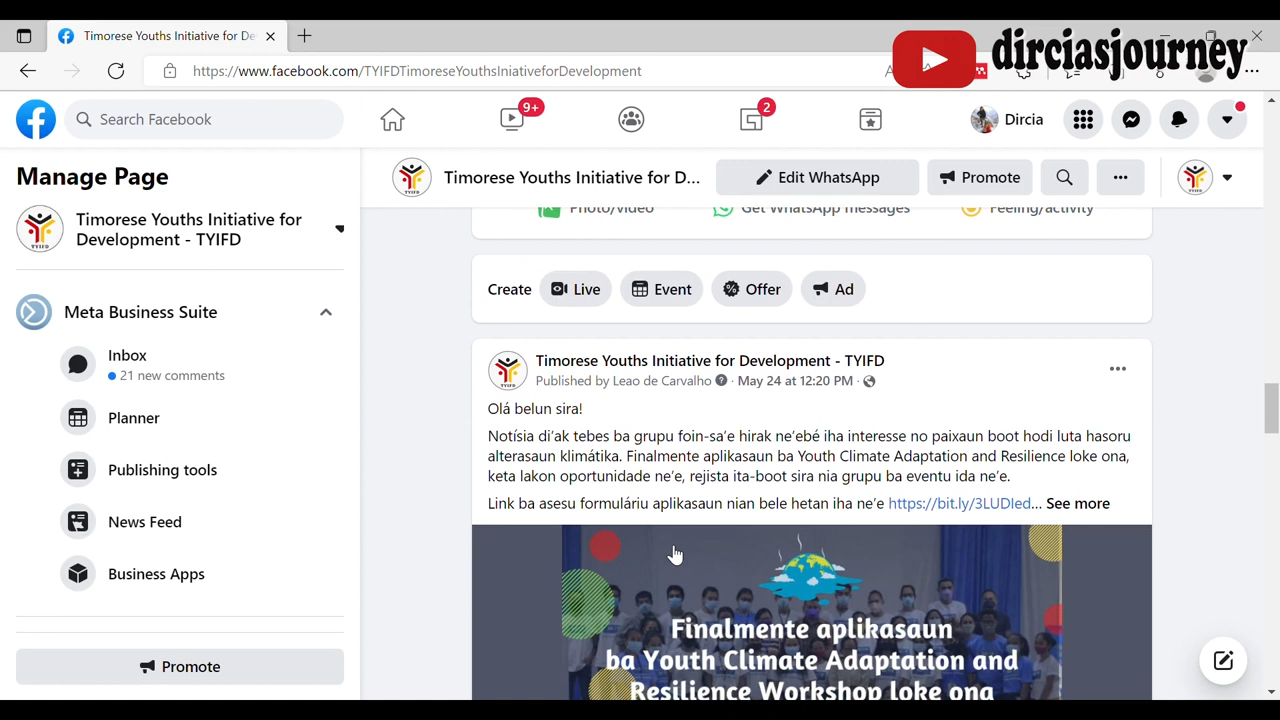 Timorese Youths Initiative for De
dirciasjourney
https://www.facebook.com/TYIFDTimoreseYouthsIniativeforDevelopment
Search Facebook
9+
2
Dircia
Manage Page
Timorese Youths Initiative for D...
Edit WhatsApp
Promote
Timorese Youths Initiative for
Development - TYIFD
Photo/video
Get WhatsApp messages
Feeling/activity
Meta Business Suite
Inbox
21 new comments
Planner
Publishing tools
News Feed
Business Apps
Promote
Create
Live
Event
Offer
Ad
Timorese Youths Initiative for Development - TYIFD
Published by Leao de Carvalho · May 24 at 12:20 PM ·
Olá belun sira!
Notísia di'ak tebes ba grupu foin-sa'e hirak ne'ebé iha interesse no paixaun boot hodi luta hasoru
alterasaun klimátika. Finalmente aplikasaun ba Youth Climate Adaptation and Resilience loke ona,
keta lakon oportunidade ne'e, rejista ita-boot sira nia grupu ba eventu ida ne'e.
Link ba asesu formuláriu aplikasaun nian bele hetan iha ne'e https://bit.ly/3LUDIed... See more
Finalmente aplikasaun
ba Youth Climate Adaptation and
Resilience Workshop loke ona